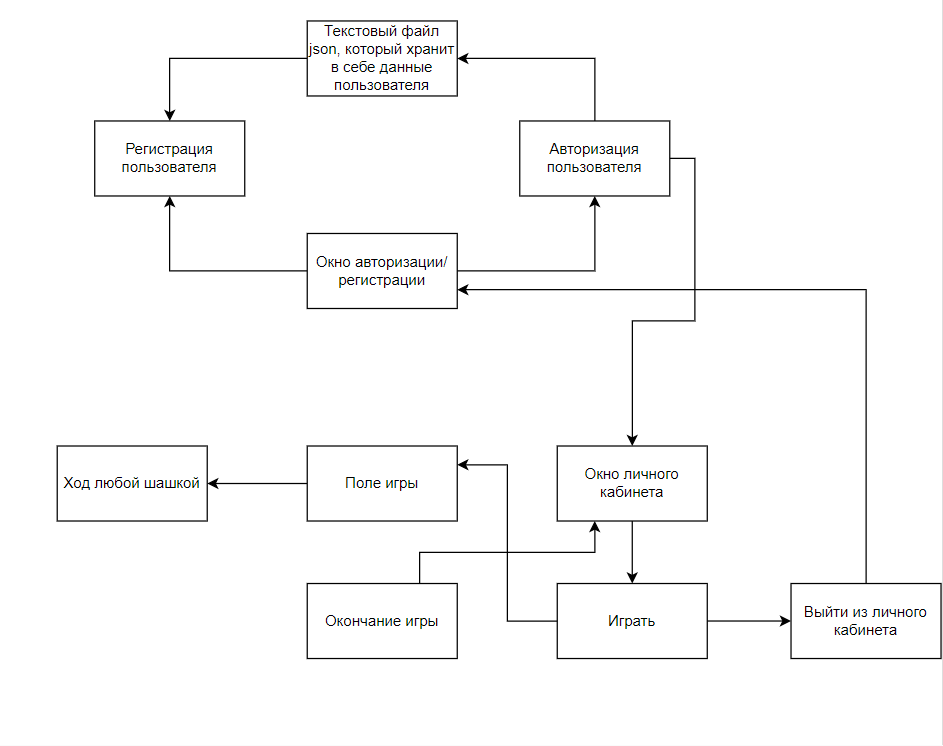 Текстовый файл
json, который хранит
в себе данные
пользователя
Регистрация
пользователя
Авторизация
пользователя
Окно авторизации/
регистрации
Ход любой шашкой
Поле игры
Окно личного
кабинета
Окончание игры
Играть
Выйти из личного
кабинета